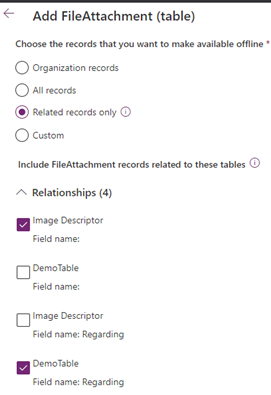 Add FileAttachment (table)
Choose the records that you want to make available offline *
Organization records
All records
Related records only
Custom
Include FileAttachment records related to these tables
Relationships (4)
Image Descriptor
Field name:
DemoTable
Field name:
Image Descriptor
Field name: Regarding
DemoTable
Field name: Regarding